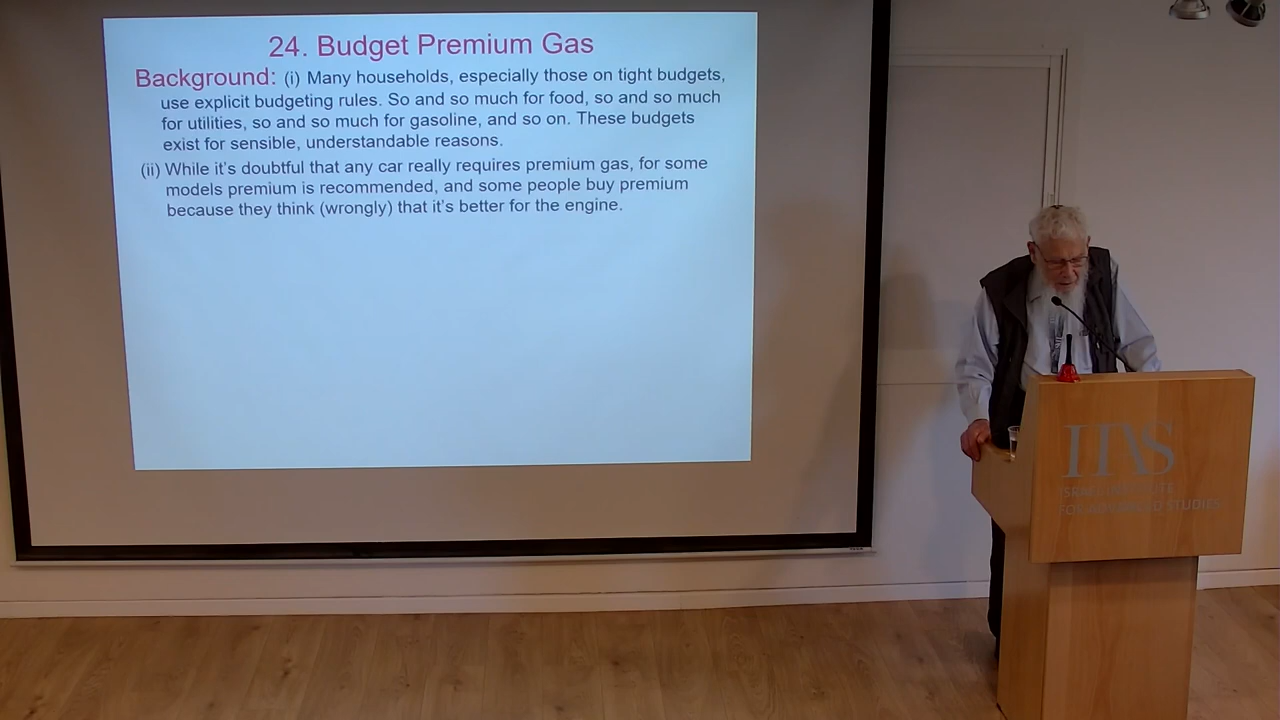 24. Budget Premium Gas
Background: (i) Many households, especially those on tight budgets,
use explicit budgeting rules. So and so much for food, so and so much
for utilities, so and so much for gasoline, and so on. These budgets
exist for sensible, understandable reasons.
(ii) While it's doubtful that any car really requires premium gas, for some
models premium is recommended, and some people buy premium
because they think (wrongly) that it's better for the engine.
IIAS
ISRAEL INSTITUTE
FOR ADVANCED STUDIES